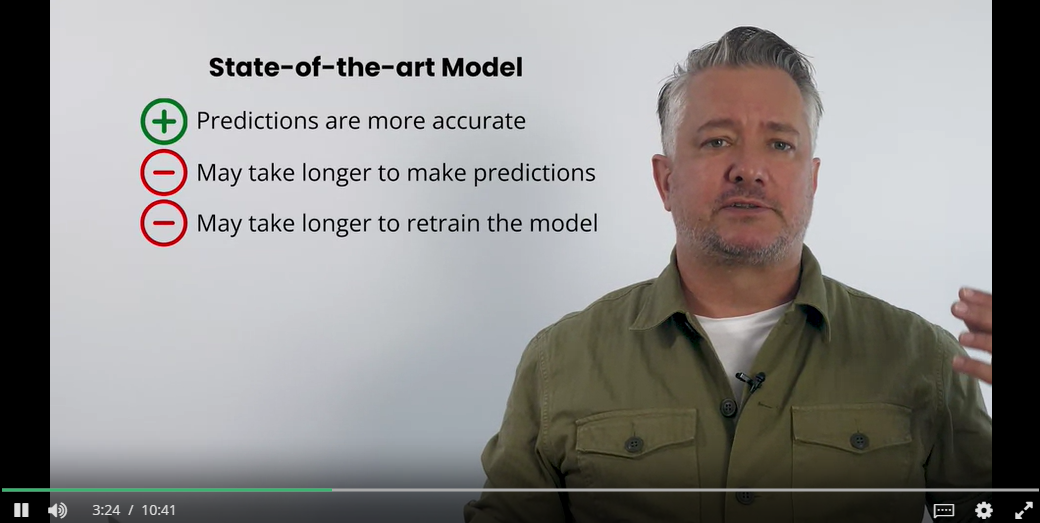 State-of-the-art Model
Predictions are more accurate
May take longer to make predictions
May take longer to retrain the model
3:24 / 10:41